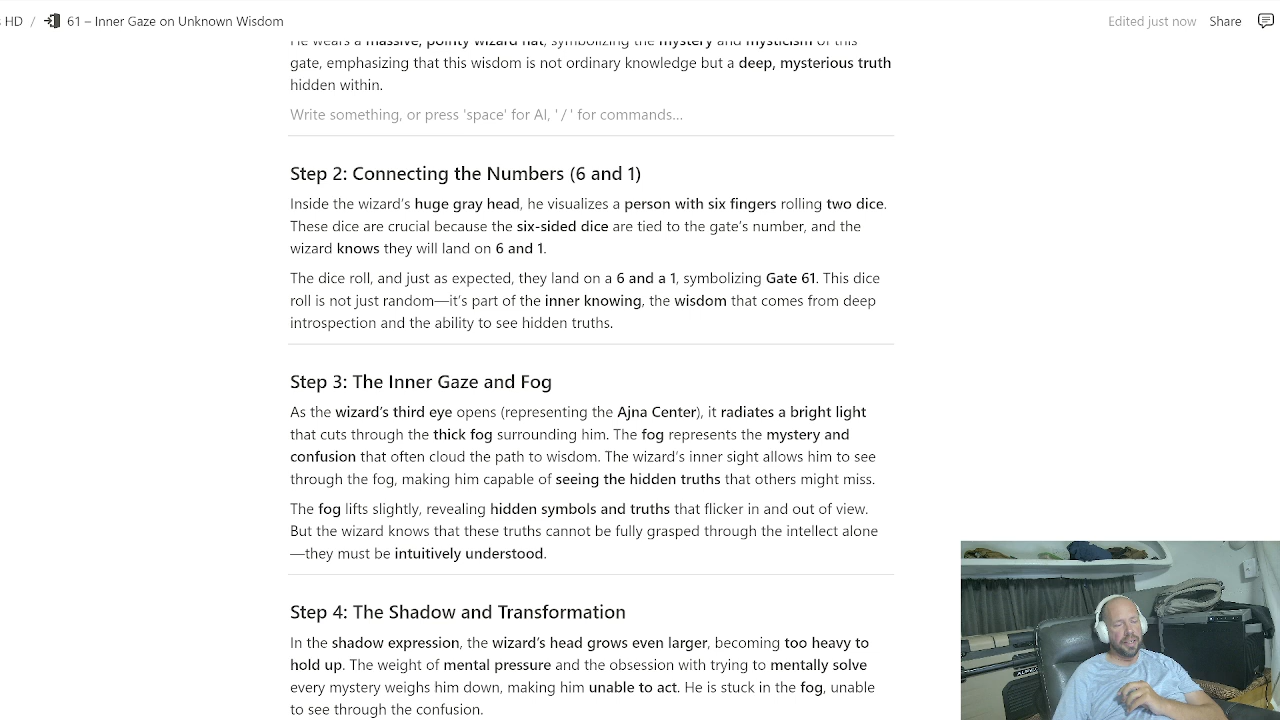 HD / 61 – Inner Gaze on Unknown Wisdom
Edited just now Share
He wears a massive, pointy wizard hat, symbolizing the mystery and mysticism of this
gate, emphasizing that this wisdom is not ordinary knowledge but a deep, mysterious truth
hidden within.
Write something, or press 'space' for AI, '/' for commands...
Step 2: Connecting the Numbers (6 and 1)
Inside the wizard's huge gray head, he visualizes a person with six fingers rolling two dice.
These dice are crucial because the six-sided dice are tied to the gate's number, and the
wizard knows they will land on 6 and 1.
The dice roll, and just as expected, they land on a 6 and a 1, symbolizing Gate 61. This dice
roll is not just random—it's part of the inner knowing, the wisdom that comes from deep
introspection and the ability to see hidden truths.
Step 3: The Inner Gaze and Fog
As the wizard's third eye opens (representing the Ajna Center), it radiates a bright light
that cuts through the thick fog surrounding him. The fog represents the mystery and
confusion that often cloud the path to wisdom. The wizard's inner sight allows him to see
through the fog, making him capable of seeing the hidden truths that others might miss.
The fog lifts slightly, revealing hidden symbols and truths that flicker in and out of view.
But the wizard knows that these truths cannot be fully grasped through the intellect alone
—they must be intuitively understood.
Step 4: The Shadow and Transformation
In the shadow expression, the wizard's head grows even larger, becoming too heavy to
hold up. The weight of mental pressure and the obsession with trying to mentally solve
every mystery weighs him down, making him unable to act. He is stuck in the fog, unable
to see through the confusion.